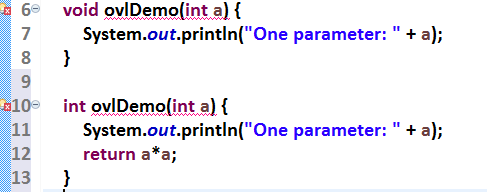 6 void ovlDemo(int a) {
7 System.out.println("One parameter: " + a);
8 }
9
10 int ovlDemo(int a) {
11 System.out.println("One parameter: " + a);
12 return a*a;
13 }